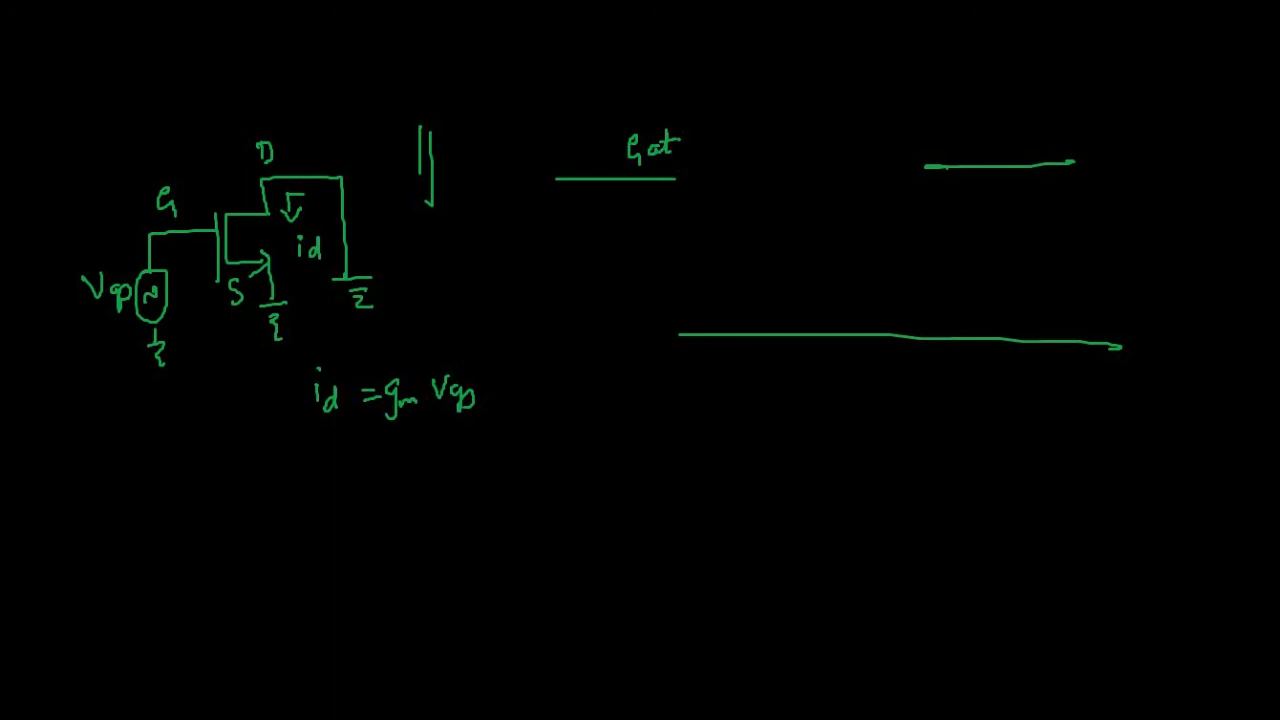 D
Gat
G
id
Vgs
S
id = gm Vgs